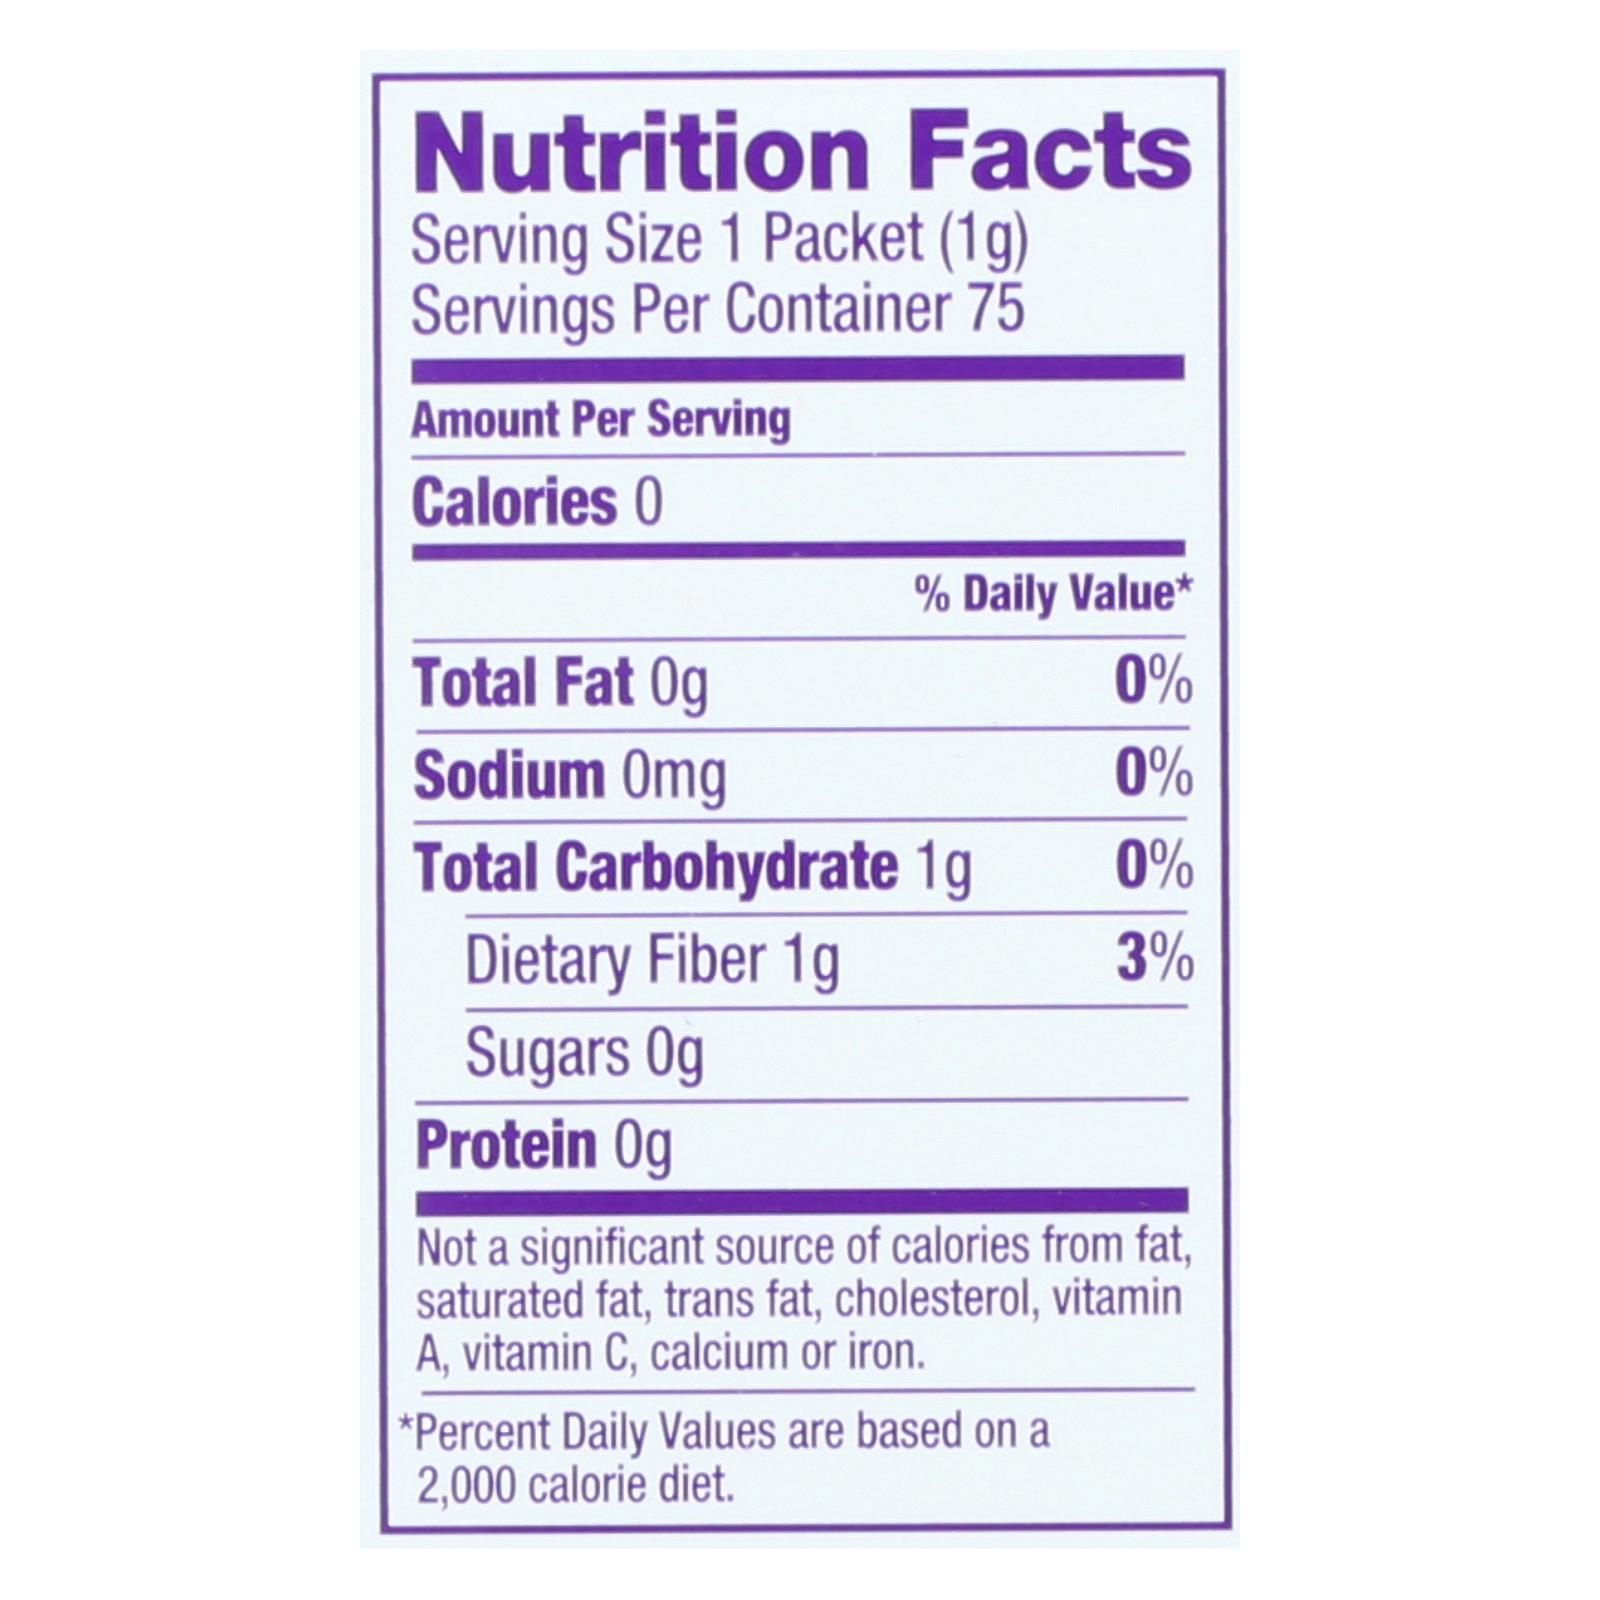 Nutrition Facts
Serving Size 1 Packet (1g)
Servings Per Container 75
Amount Per Serving
Calories 0
% Daily Value*
Total Fat 0g 0%
Sodium 0mg 0%
Total Carbohydrate 1g 0%
Dietary Fiber 1g 3%
Sugars 0g
Protein 0g
Not a significant source of calories from fat,
saturated fat, trans fat, cholesterol, vitamin
A, vitamin C, calcium or iron.
*Percent Daily Values are based on a
2,000 calorie diet.